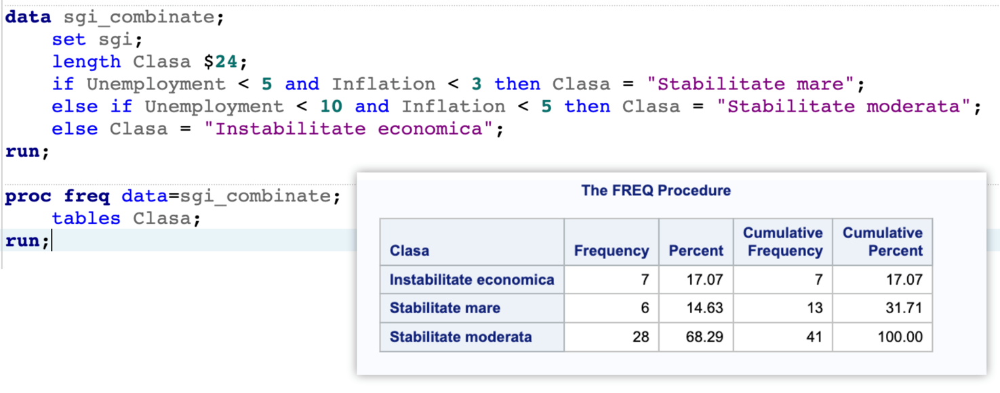 data sgi_combinate;
set sgi;
length Clasa $24;
if Unemployment < 5 and Inflation < 3 then Clasa = "Stabilitate mare";
else if Unemployment < 10 and Inflation < 5 then Clasa = "Stabilitate moderata";
else Clasa = "Instabilitate economica";
run;
proc freq data=sgi_combinate;
tables Clasa;
run;
The FREQ Procedure
Clasa Frequency Percent Cumulative Frequency Cumulative Percent
Instabilitate economica 7 17.07 7 17.07
Stabilitate mare 6 14.63 13 31.71
Stabilitate moderata 28 68.29 41 100.00